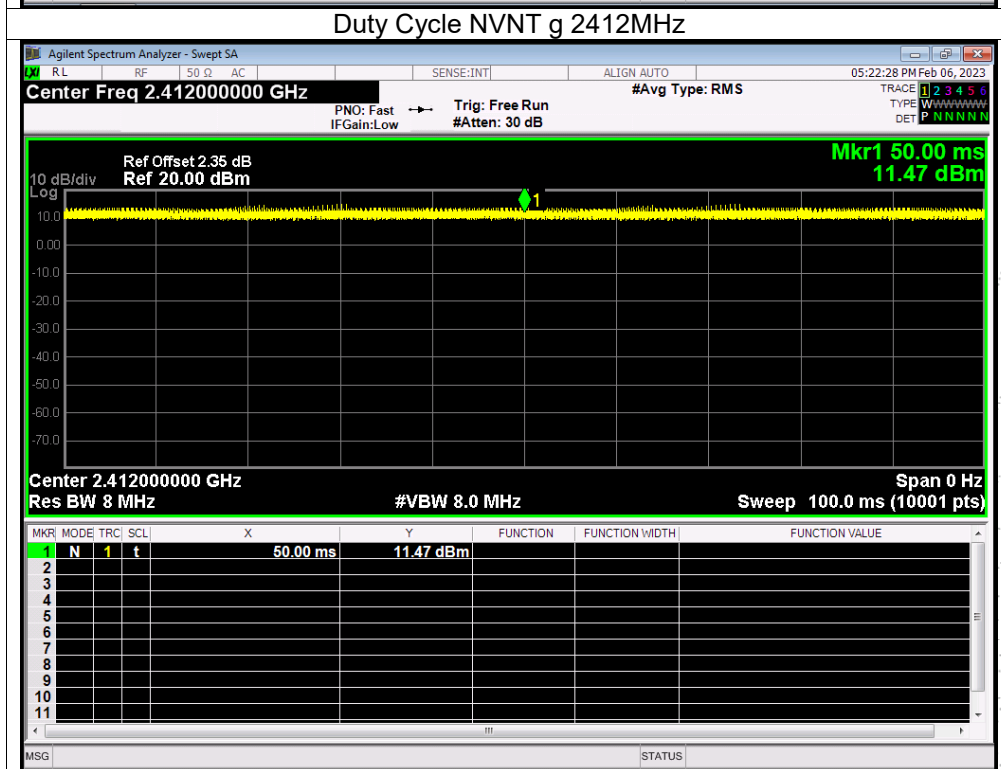 Duty Cycle NVNT g 2412MHz
Agilent Spectrum Analyzer - Swept SA
LXI RL RF 50 Ω AC SENSE:INT ALIGN AUTO 05:22:28 PM Feb 06, 2023
Center Freq 2.412000000 GHz #Avg Type: RMS TRACE 1 2 3 4 5 6
PNO: Fast Trig: Free Run TYPE WWWWWW
IFGain:Low #Atten: 30 dB DET P N N N N N
Mkr1 50.00 ms
Ref Offset 2.35 dB
10 dB/div Ref 20.00 dBm 11.47 dBm
Log
1
10.0
0.00
-10.0
-20.0
-30.0
-40.0
-50.0
-60.0
-70.0
Center 2.412000000 GHz Span 0 Hz
Res BW 8 MHz #VBW 8.0 MHz Sweep 100.0 ms (10001 pts)
MKR MODE TRC SCL X Y FUNCTION FUNCTION WIDTH FUNCTION VALUE
1 N 1 t 50.00 ms 11.47 dBm
2
3
4
5
6
7
8
9
10
11
MSG STATUS